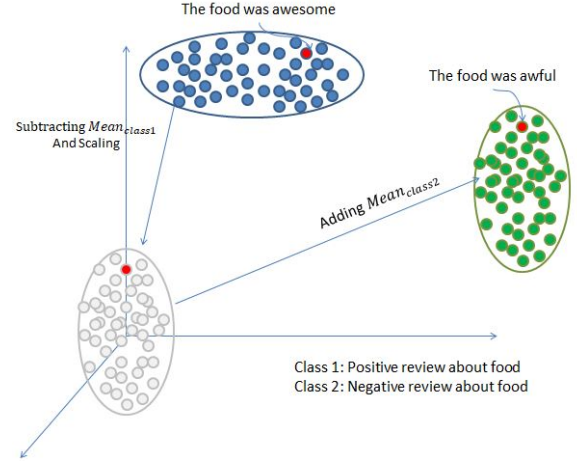 The food was awesome
The food was awful
Subtracting Mean_class1
And Scaling
Adding Mean_class2
Class 1: Positive review about food
Class 2: Negative review about food